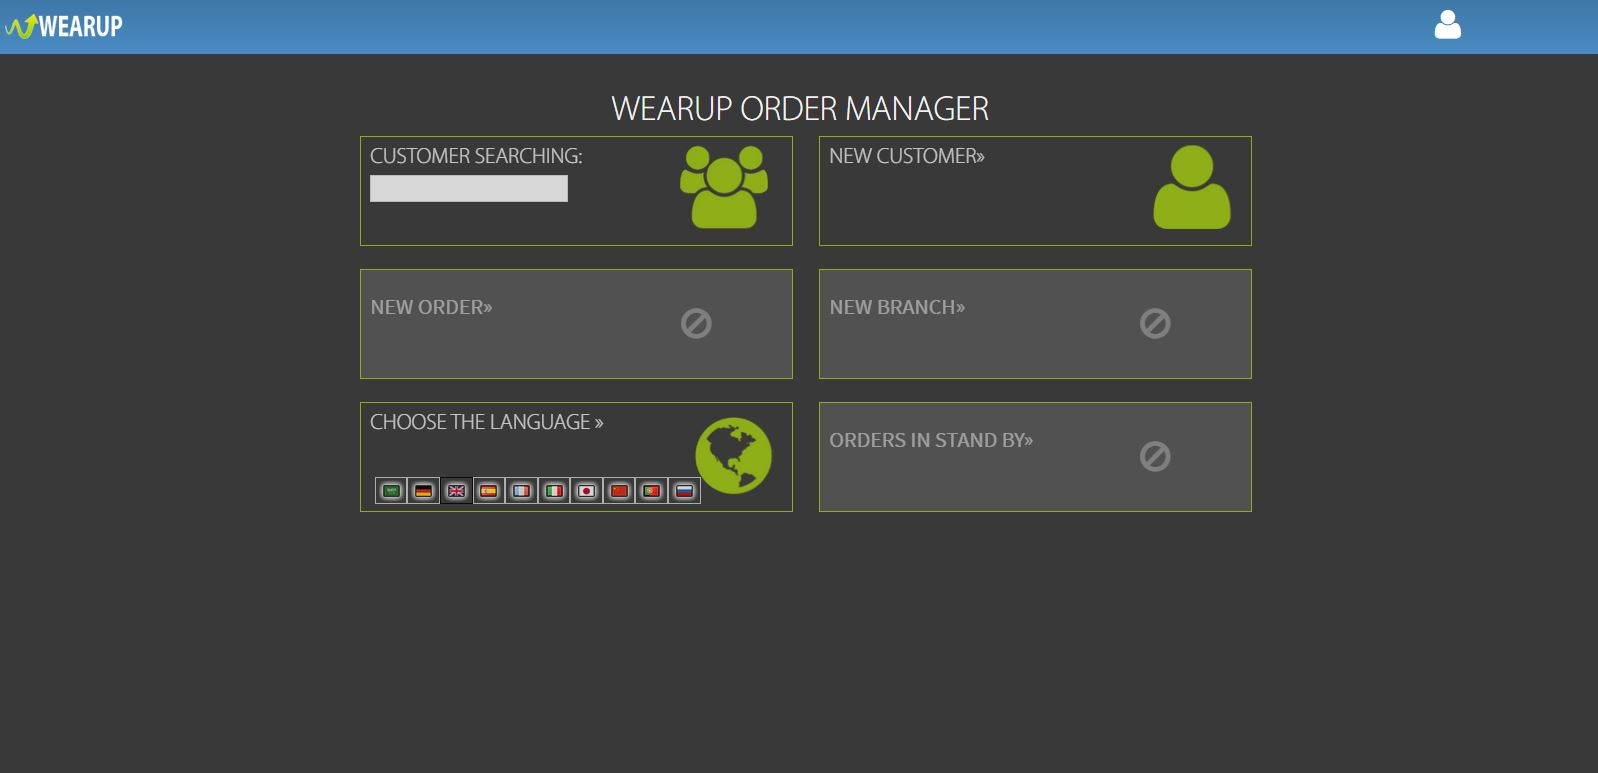 WEARUP
WEARUP ORDER MANAGER
CUSTOMER SEARCHING:
NEW CUSTOMER»
NEW ORDER»
NEW BRANCH»
CHOOSE THE LANGUAGE »
ORDERS IN STAND BY»